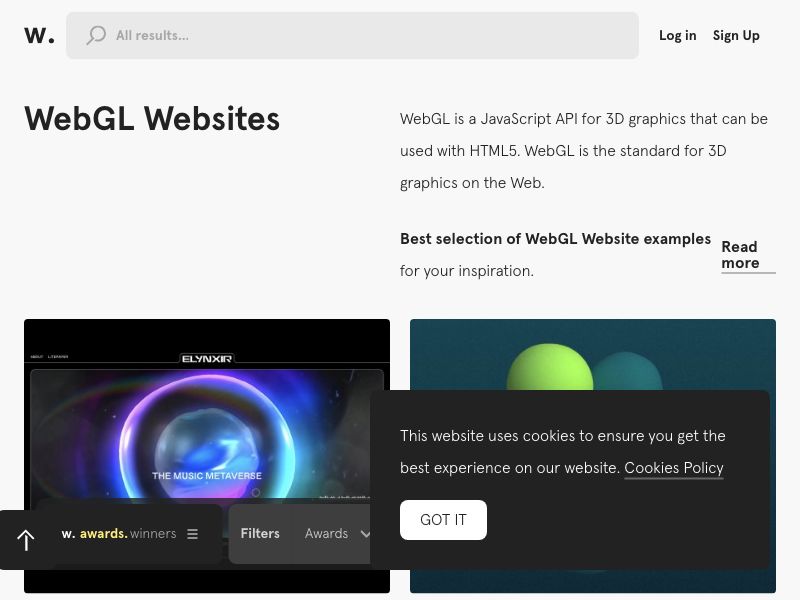 w.
All results...
Log in
Sign Up
WebGL Websites
WebGL is a JavaScript API for 3D graphics that can be
used with HTML5. WebGL is the standard for 3D
graphics on the Web.
Best selection of WebGL Website examples
for your inspiration.
Read
more
ELYNXIR
THE MUSIC METAVERSE
This website uses cookies to ensure you get the
best experience on our website. Cookies Policy
GOT IT
w. awards. winners
Filters
Awards